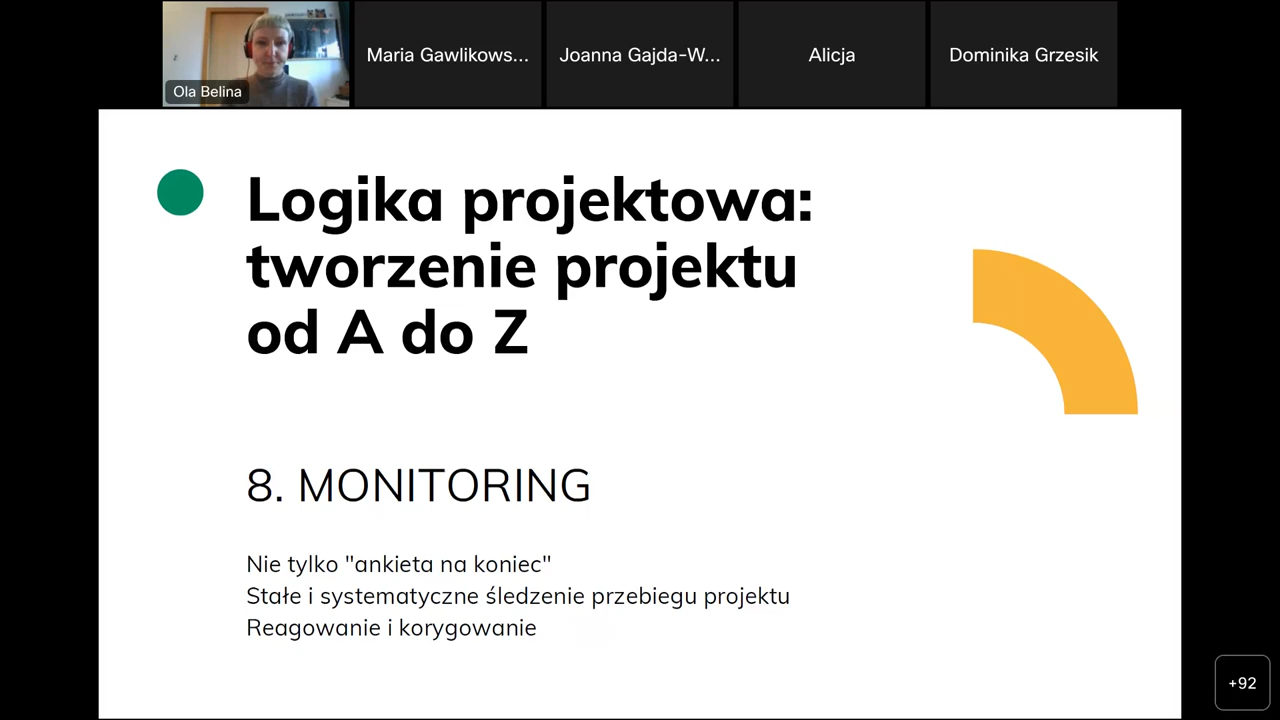 Maria Gawlikows...
Joanna Gajda-W...
Alicja
Dominika Grzesik
Ola Belina
Logika projektowa:
tworzenie projektu
od A do Z
8. MONITORING
Nie tylko "ankieta na koniec"
Stałe i systematyczne śledzenie przebiegu projektu
Reagowanie i korygowanie
+92